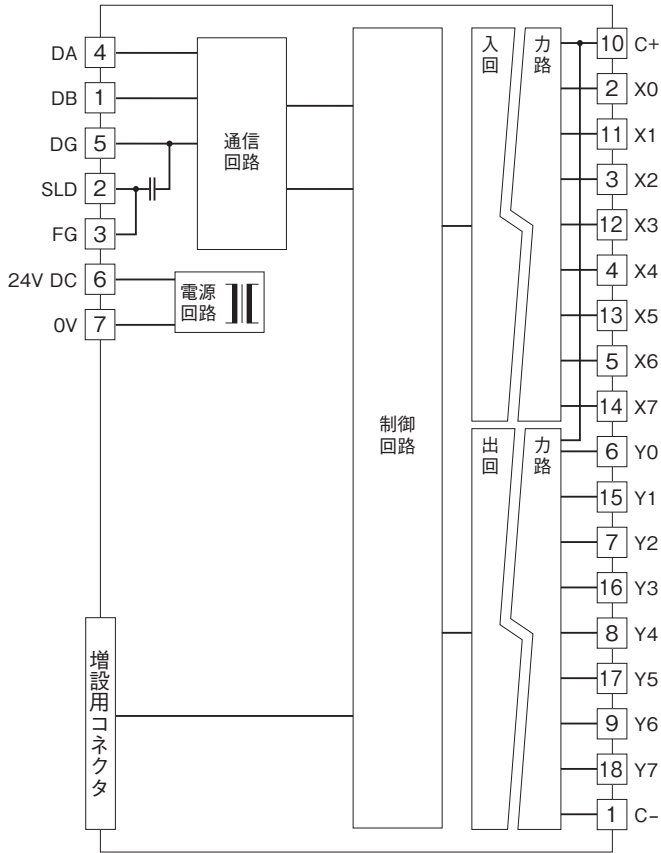 DA 4
DB 1
DG 5
SLD 2
FG 3
24V DC 6
0V 7
通信
回路
電源
回路
制御
回路
増設用コネクタ
入力
回路
出力
回路
10 C+
2 X0
11 X1
3 X2
12 X3
4 X4
13 X5
5 X6
14 X7
6 Y0
15 Y1
7 Y2
16 Y3
8 Y4
17 Y5
9 Y6
18 Y7
1 C−